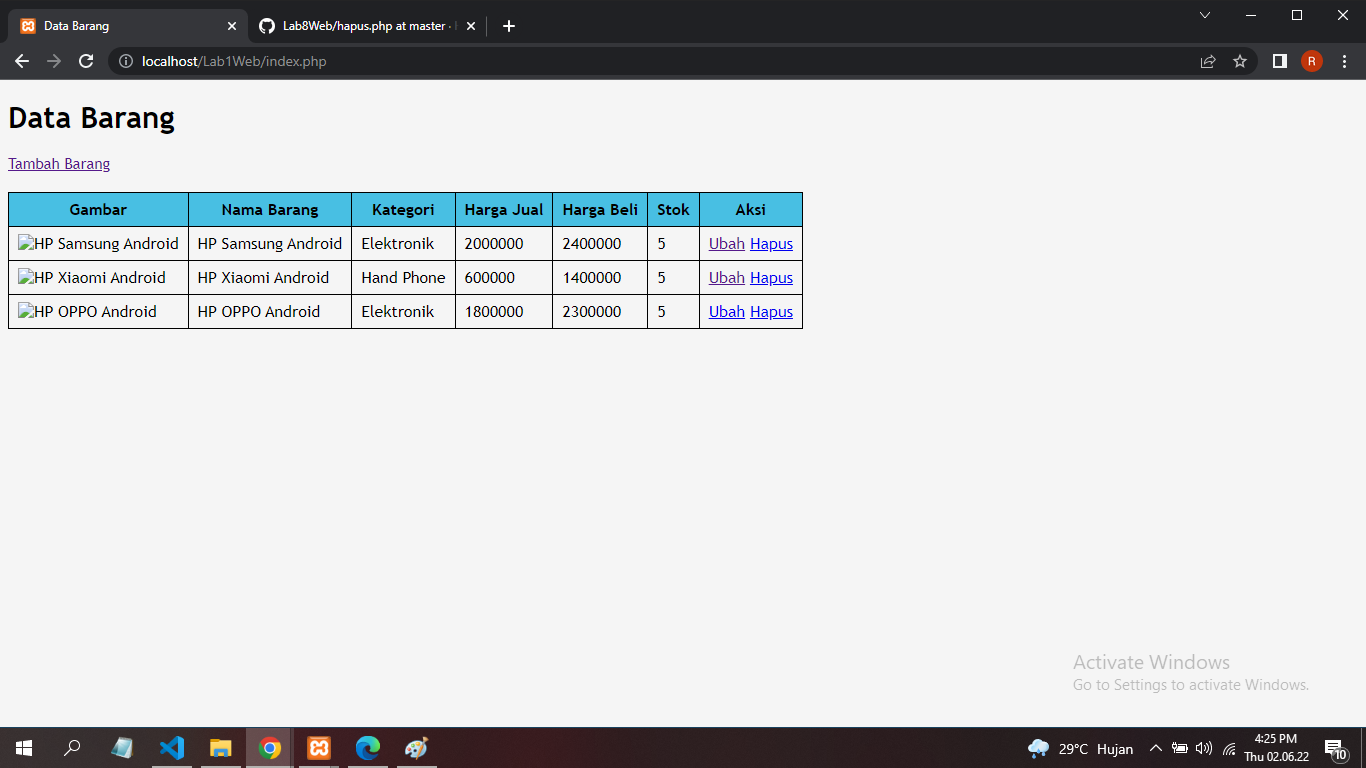 Data Barang
Lab8Web/hapus.php at master ·
localhost/Lab1Web/index.php
R
Data Barang
Tambah Barang
Gambar Nama Barang Kategori Harga Jual Harga Beli Stok Aksi
HP Samsung Android HP Samsung Android Elektronik 2000000 2400000 5 Ubah Hapus
HP Xiaomi Android HP Xiaomi Android Hand Phone 600000 1400000 5 Ubah Hapus
HP OPPO Android HP OPPO Android Elektronik 1800000 2300000 5 Ubah Hapus
Activate Windows
Go to Settings to activate Windows.
29°C Hujan
4:25 PM
Thu 02.06.22
10